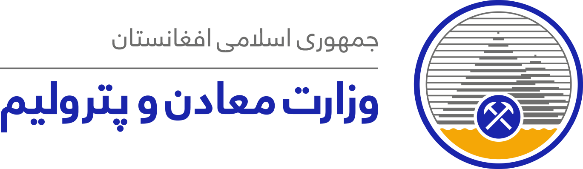 جمهوری اسلامی افغانستان
وزارت معادن و پترولیم